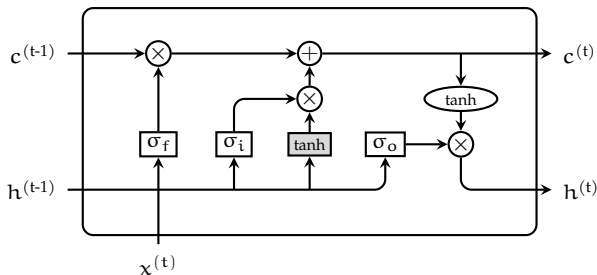 c(t-1) × + c(t)
× tanh
σf σi tanh σo ×
h(t-1) h(t)
x(t)